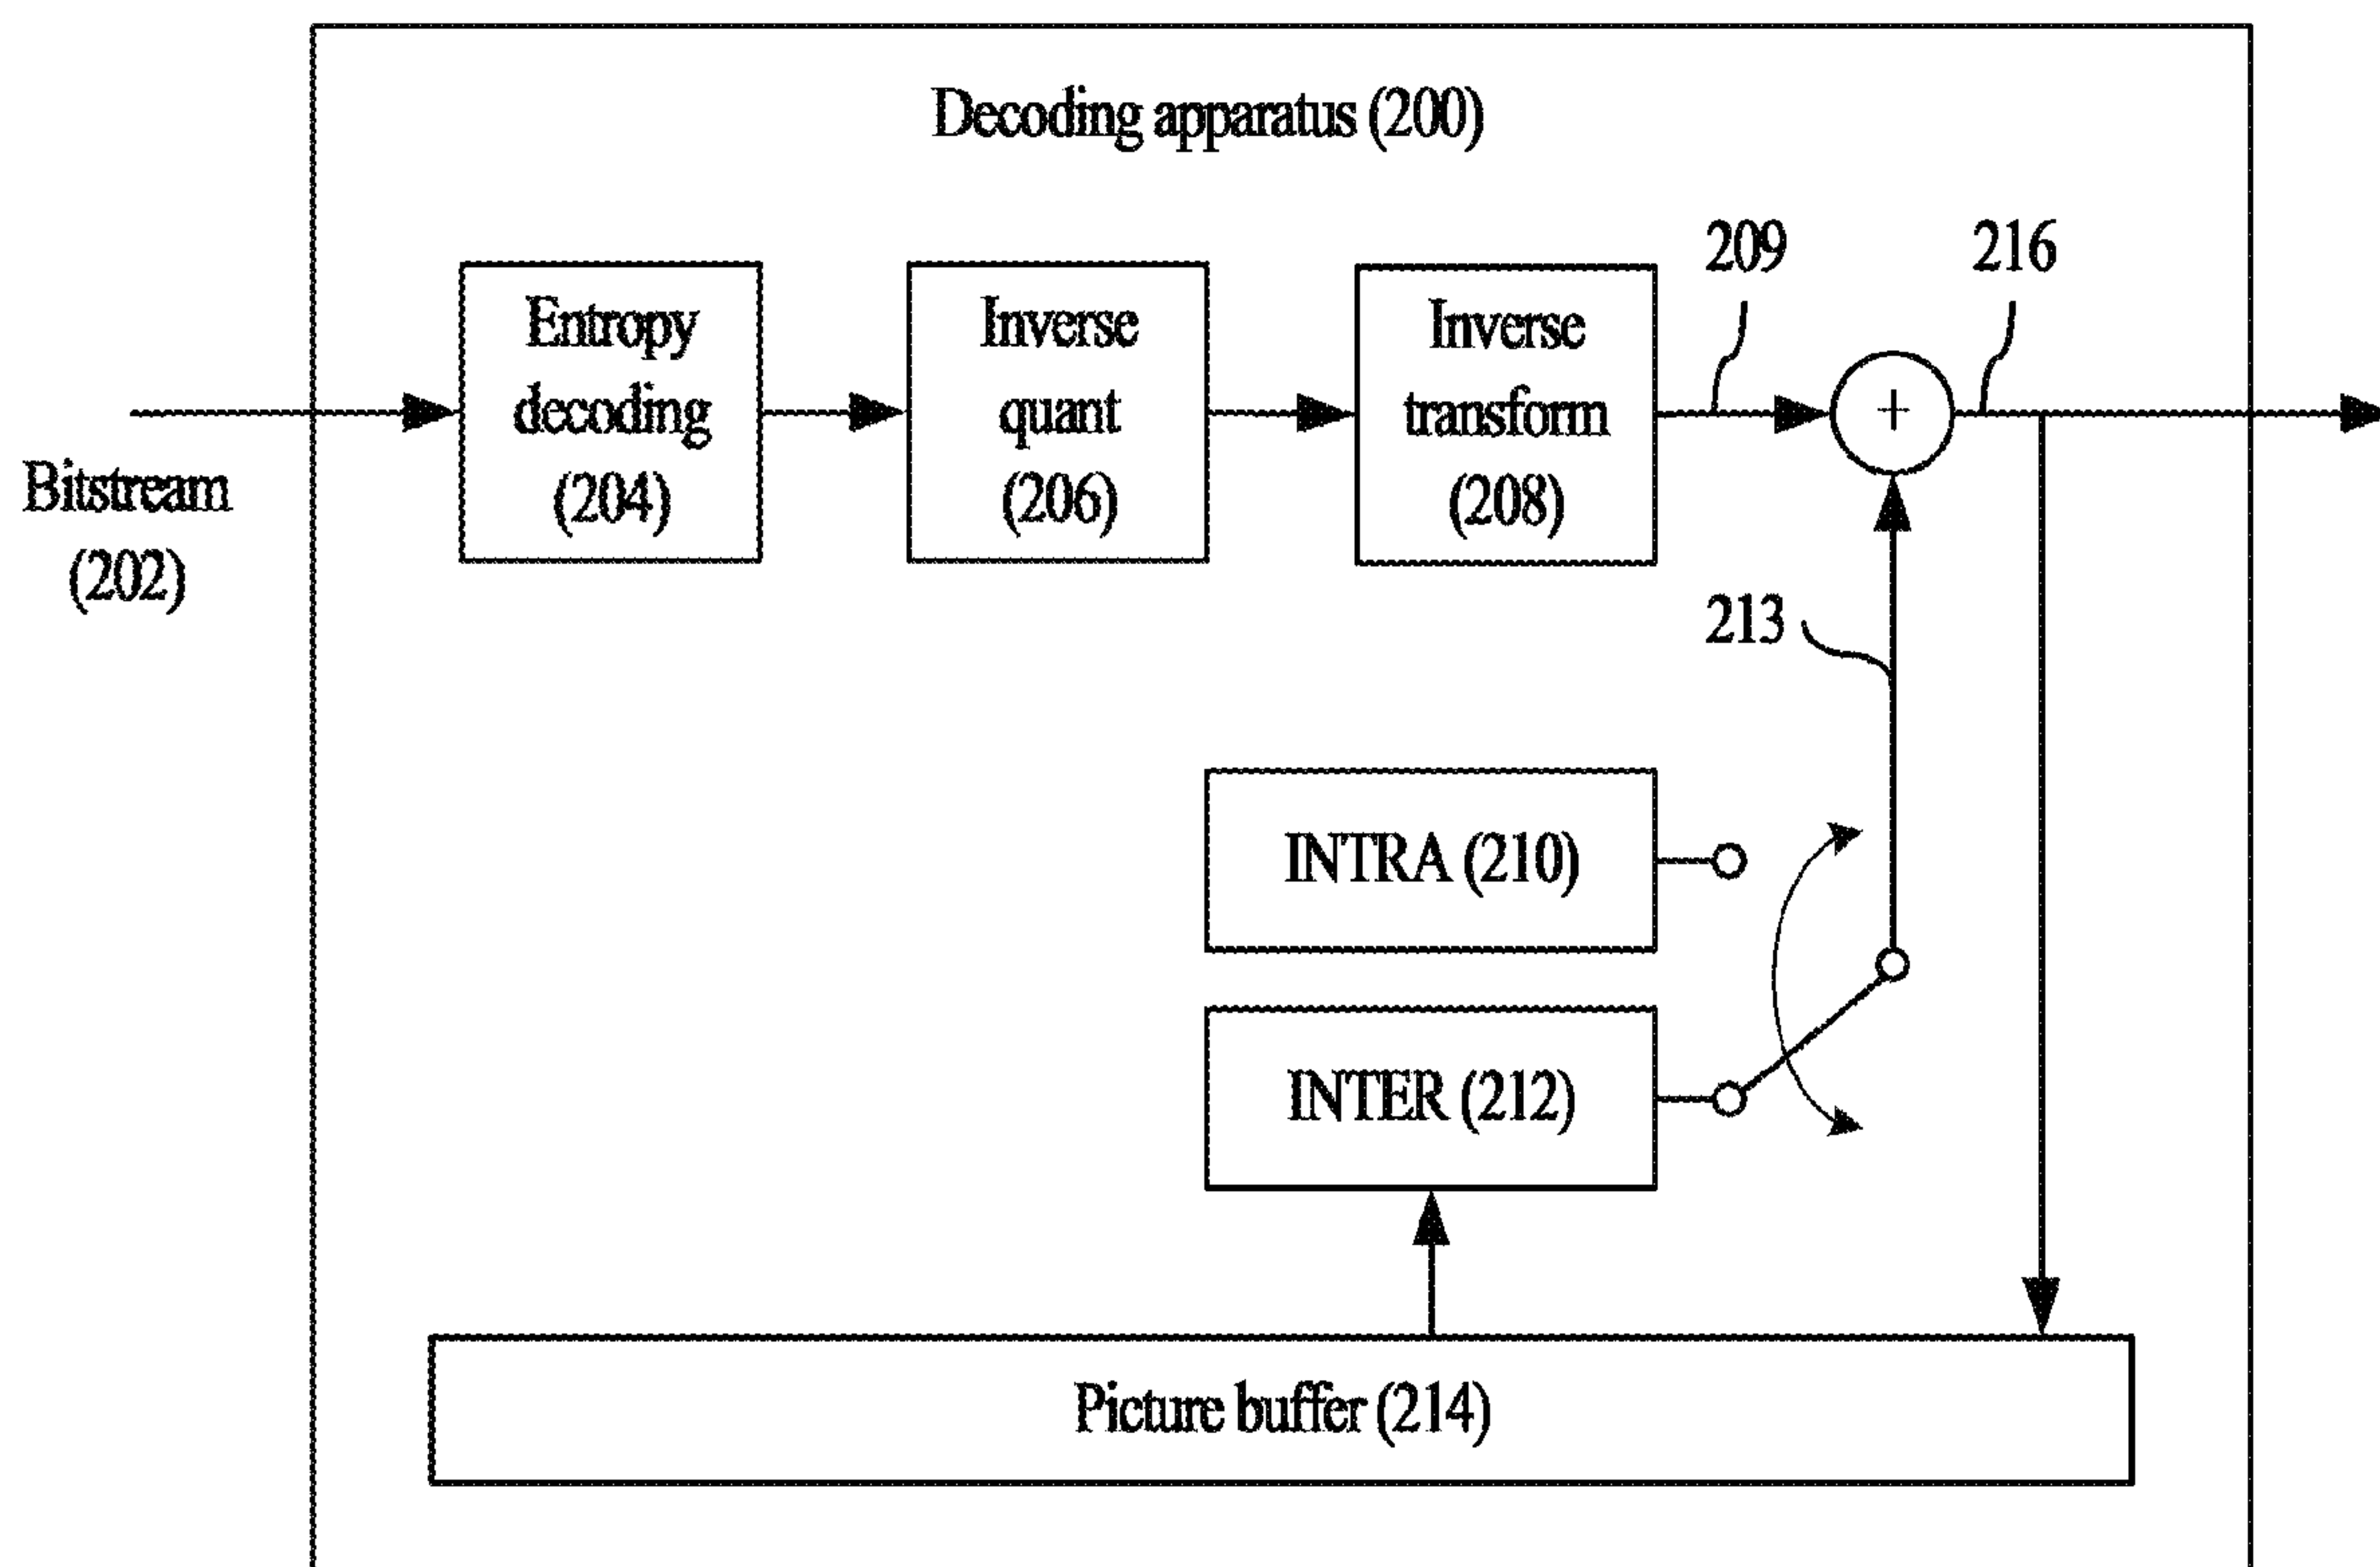 Decoding apparatus (200)
209
216
Entropy
decoding
(204)
Inverse
quant
(206)
Inverse
transform
(208)
+
Bitstream
(202)
213
INTRA (210)
INTER (212)
Picture buffer (214)